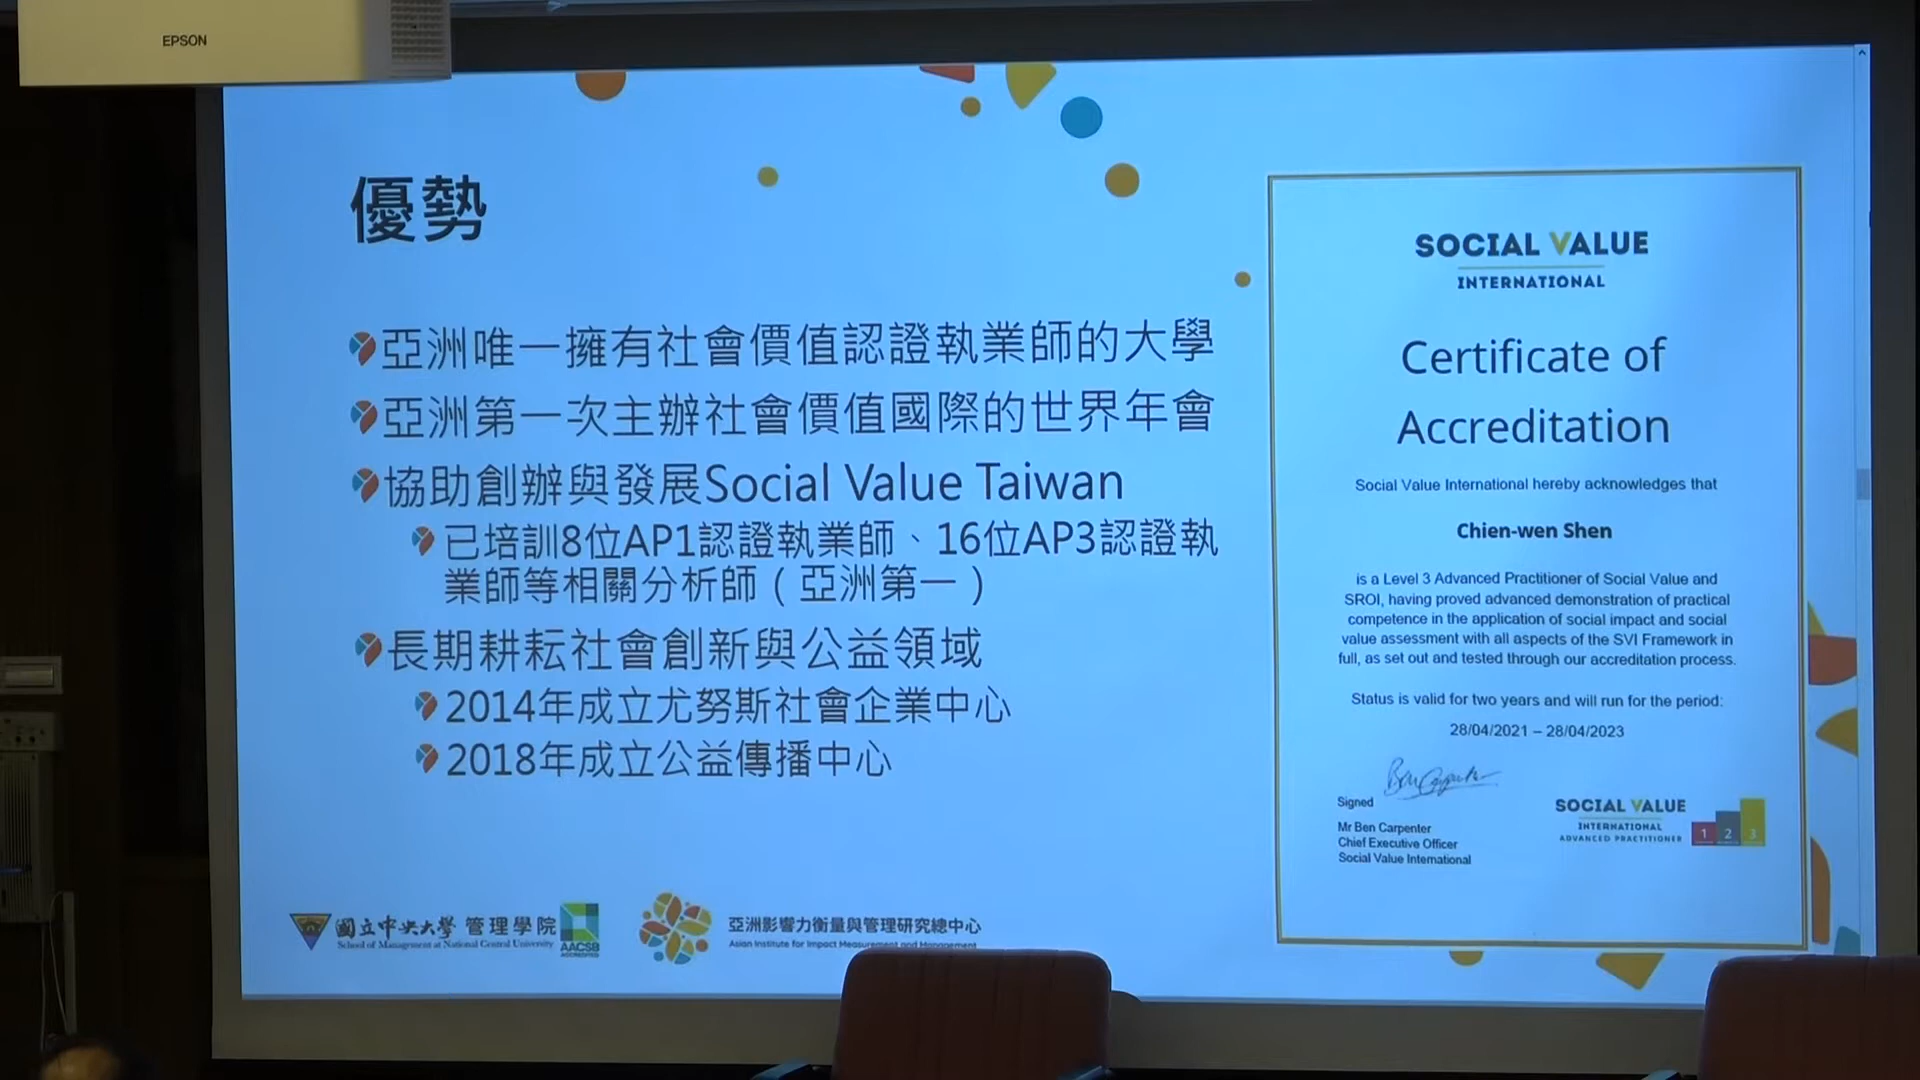 EPSON
優勢
亞洲唯一擁有社會價值認證執業師的大學
亞洲第一次主辦社會價值國際的世界年會
協助創辦與發展Social Value Taiwan
已培訓8位AP1認證執業師、16位AP3認證執
業師等相關分析師（亞洲第一）
長期耕耘社會創新與公益領域
2014年成立尤努斯社會企業中心
2018年成立公益傳播中心
國立中央大學 管理學院
School of Management at National Central University
AACSB
ACCREDITED
亞洲影響力衡量與管理研究總中心
Asian Institute for Impact Measurement and Management
SOCIAL VALUE
INTERNATIONAL
Certificate of
Accreditation
Social Value International hereby acknowledges that
Chien-wen Shen
is a Level 3 Advanced Practitioner of Social Value and
SROI, having proved advanced demonstration of practical
competence in the application of social impact and social
value assessment with all aspects of the SVI Framework in
full, as set out and tested through our accreditation process.
Status is valid for two years and will run for the period:
28/04/2021 – 28/04/2023
Ben Carpenter
Signed
Mr Ben Carpenter
Chief Executive Officer
Social Value International
SOCIAL VALUE
INTERNATIONAL
ADVANCED PRACTITIONER
1 2 3